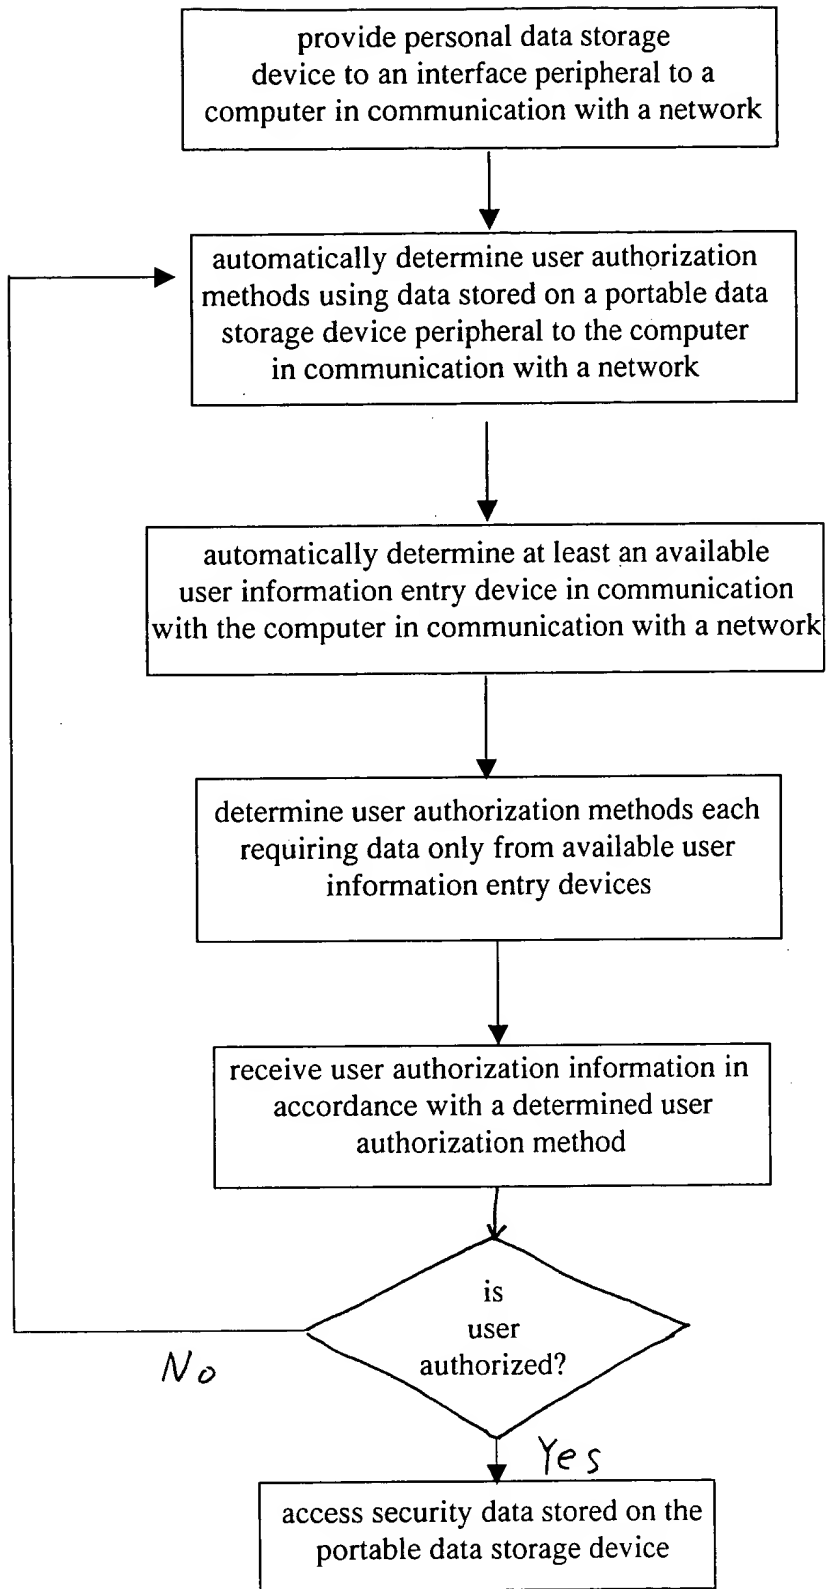 provide personal data storage
device to an interface peripheral to a
computer in communication with a network
automatically determine user authorization
methods using data stored on a portable data
storage device peripheral to the computer
in communication with a network
automatically determine at least an available
user information entry device in communication
with the computer in communication with a network
determine user authorization methods each
requiring data only from available user
information entry devices
receive user authorization information in
accordance with a determined user
authorization method
is
user
authorized?
No
Yes
access security data stored on the
portable data storage device